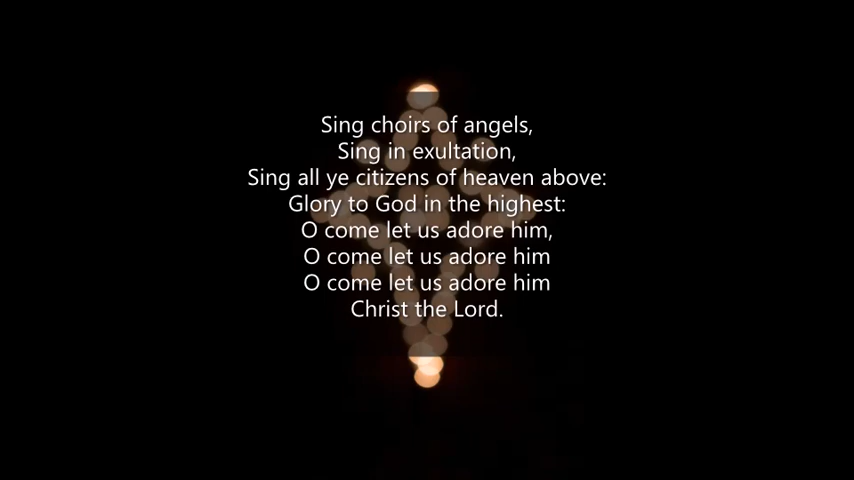 Sing choirs of angels,
Sing in exultation,
Sing all ye citizens of heaven above:
Glory to God in the highest:
O come let us adore him,
O come let us adore him
O come let us adore him
Christ the Lord.